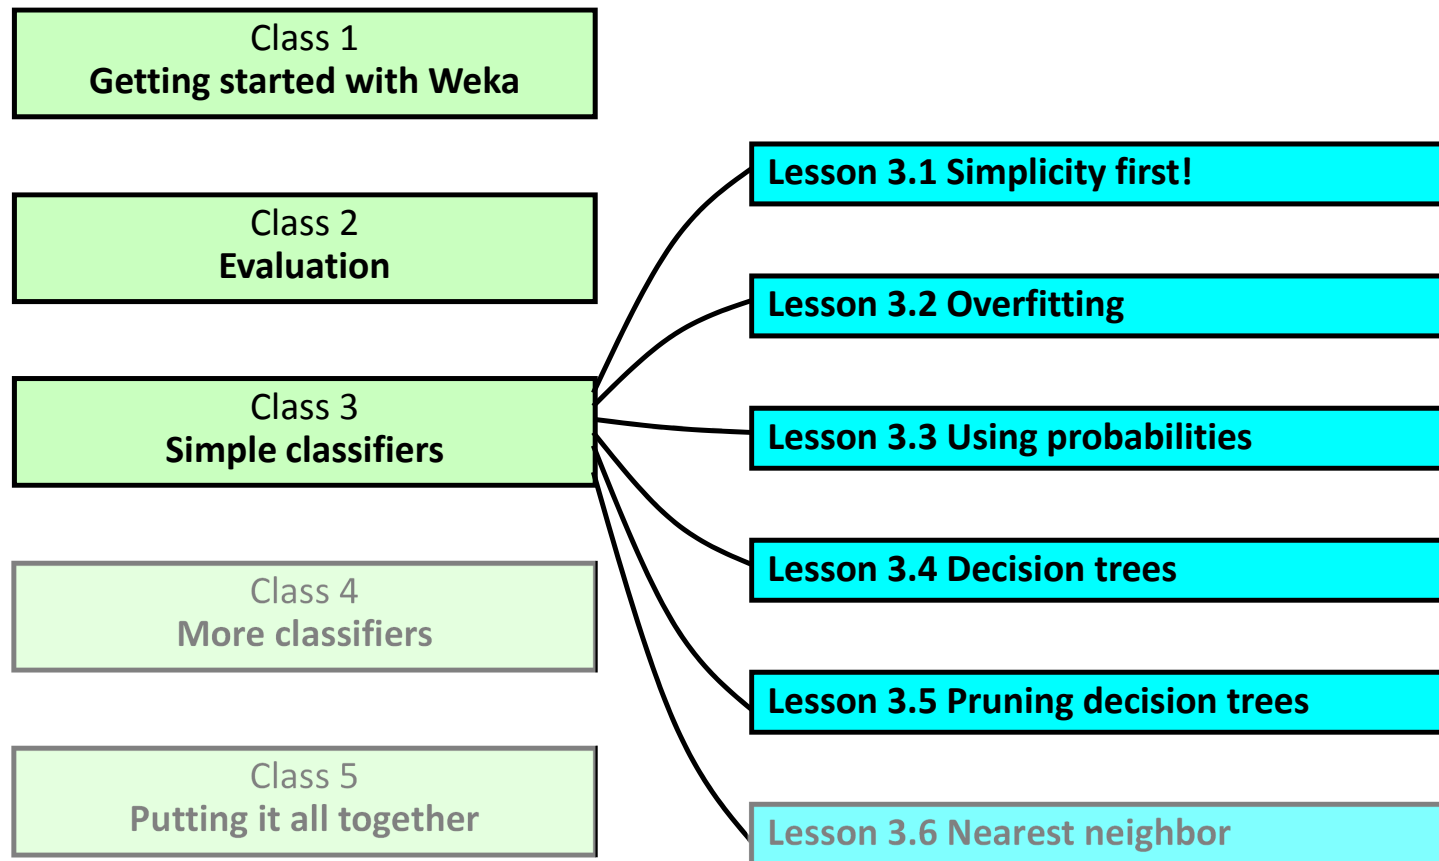 Class 1
Getting started with Weka
Class 2
Evaluation
Class 3
Simple classifiers
Class 4
More classifiers
Class 5
Putting it all together
Lesson 3.1 Simplicity first!
Lesson 3.2 Overfitting
Lesson 3.3 Using probabilities
Lesson 3.4 Decision trees
Lesson 3.5 Pruning decision trees
Lesson 3.6 Nearest neighbor